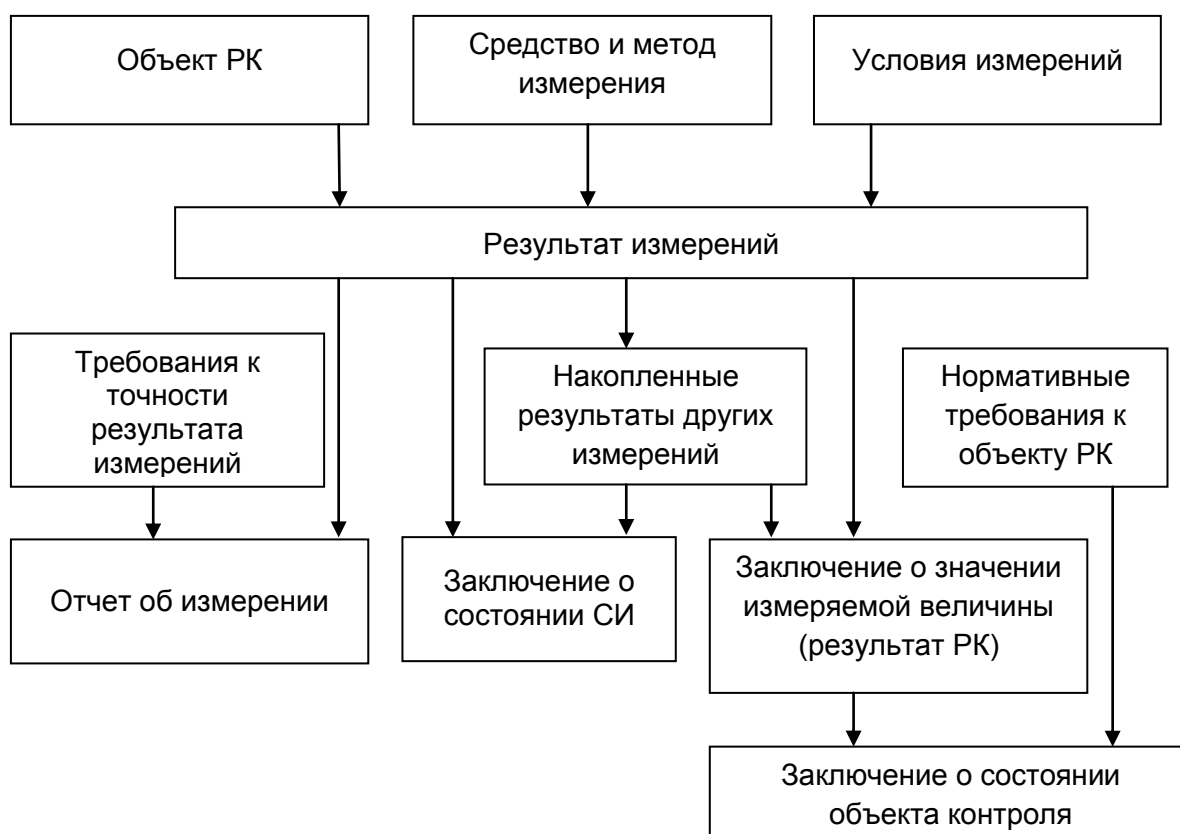 Объект РК
Средство и метод
измерения
Условия измерений
Результат измерений
Требования к
точности
результата
измерений
Накопленные
результаты других
измерений
Нормативные
требования к
объекту РК
Отчет об измерении
Заключение о
состоянии СИ
Заключение о значении
измеряемой величины
(результат РК)
Заключение о состоянии
объекта контроля